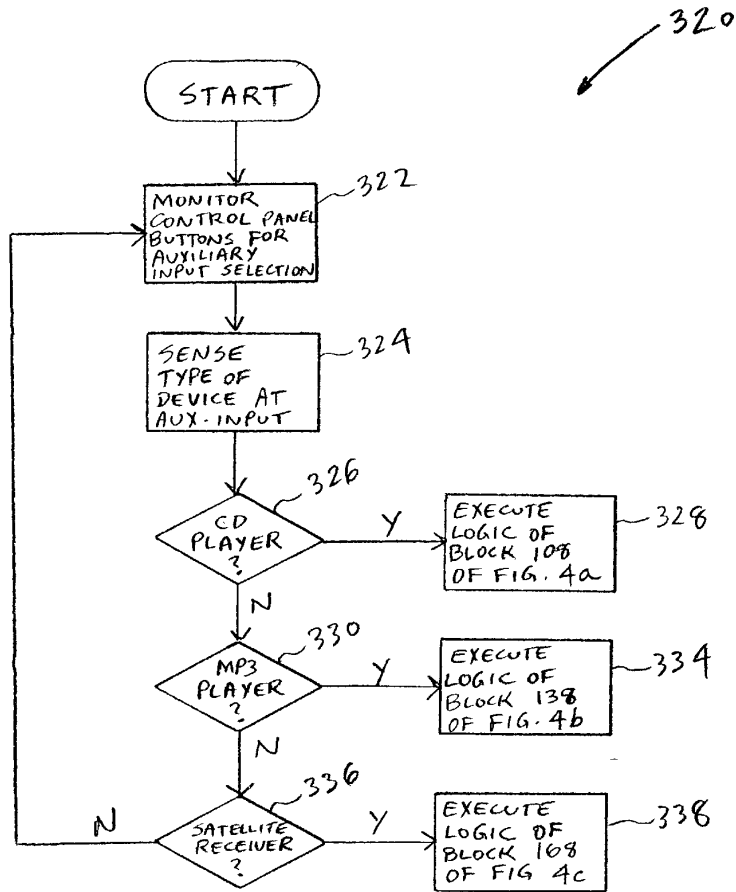 320
START
322
MONITOR
CONTROL PANEL
BUTTONS FOR
AUXILIARY
INPUT SELECTION
324
SENSE
TYPE OF
DEVICE AT
AUX. INPUT
326
CD
PLAYER
?
Y
328
EXECUTE
LOGIC OF
BLOCK 108
OF FIG. 4a
N
330
MP3
PLAYER
?
Y
334
EXECUTE
LOGIC OF
BLOCK 138
OF FIG. 4b
N
336
N
SATELLITE
RECEIVER
?
Y
338
EXECUTE
LOGIC OF
BLOCK 168
OF FIG 4c